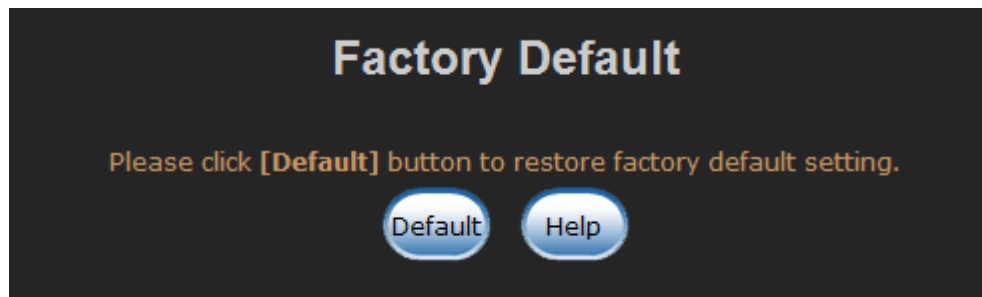 Factory Default
Please click [Default] button to restore factory default setting.
Default Help